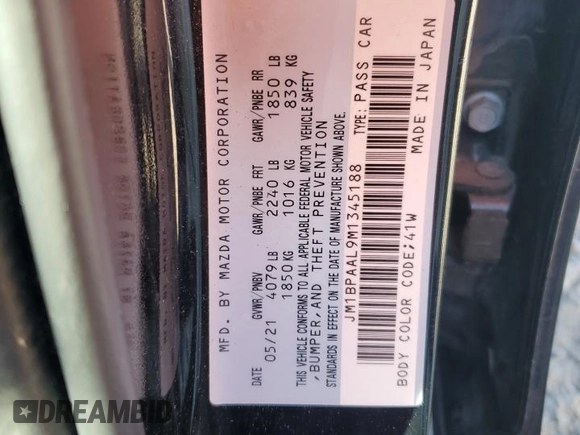 MFD. BY MAZDA MOTOR CORPORATION
DATE GVWR/PNBV GAWR/PNBE FRT GAWR/PNBE RR
05/21 4079 LB 2240 LB 1850 LB
1850 KG 1016 KG 839 KG
THIS VEHICLE CONFORMS TO ALL APPLICABLE FEDERAL MOTOR VEHICLE SAFETY
,BUMPER, AND THEFT PREVENTION
STANDARDS IN EFFECT ON THE DATE OF MANUFACTURE SHOWN ABOVE.
JM1BPAAL9M1345188 TYPE: PASS CAR
BODY COLOR CODE;41W MADE IN JAPAN
DREAMBID